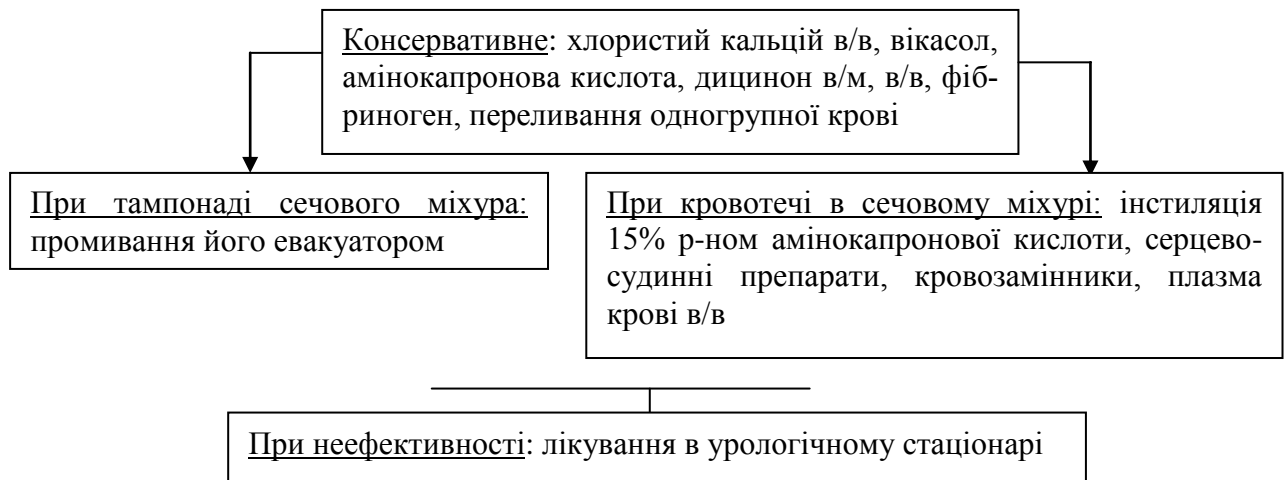 Консервативне: хлористий кальцій в/в, вікасол,
амінокапронова кислота, дицинон в/м, в/в, фіб-
риноген, переливання одногрупної крові
При тампонаді сечового міхура:
промивання його евакуатором
При кровотечі в сечовому міхурі: інстиляція
15% р-ном амінокапронової кислоти, серцево-
судинні препарати, кровозамінники, плазма
крові в/в
При неефективності: лікування в урологічному стаціонарі